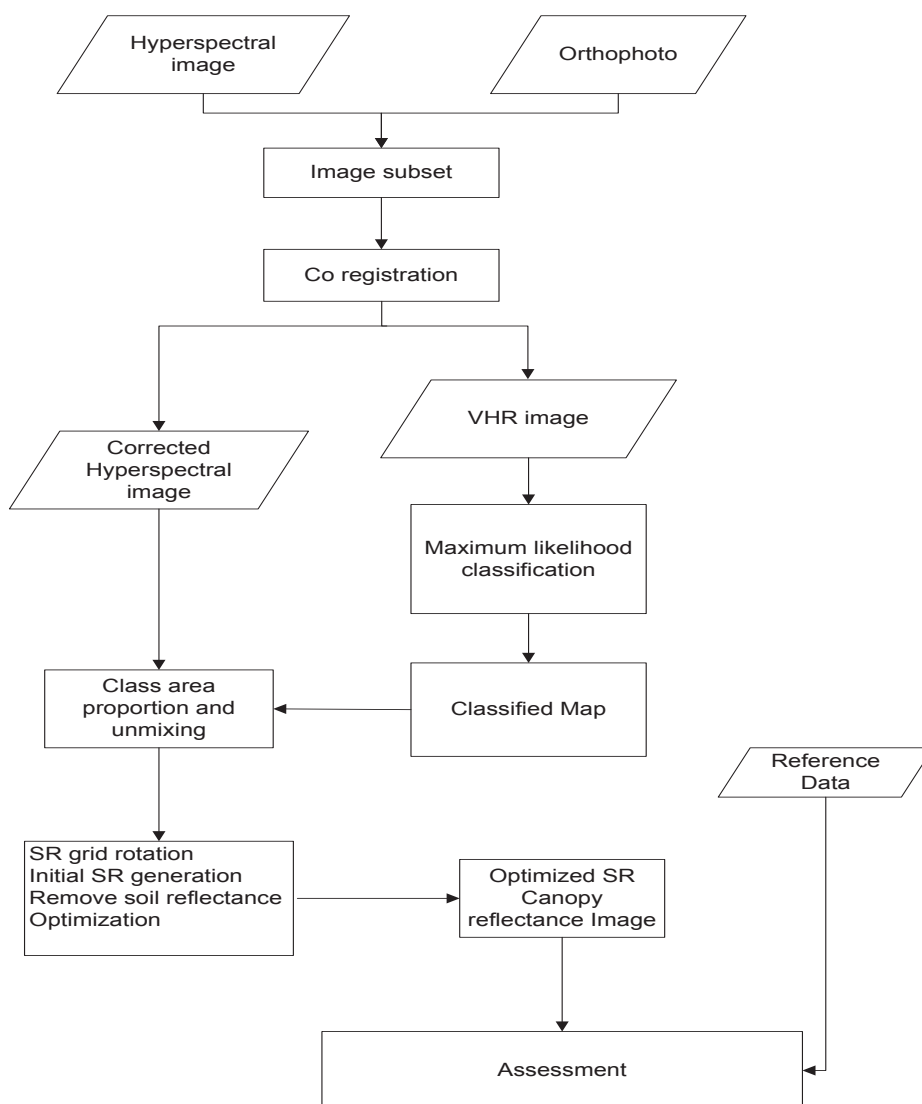 Hyperspectral
image
Orthophoto
Image subset
Co registration
VHR image
Corrected
Hyperspectral
image
Maximum likelihood
classification
Class area
proportion and
unmixing
Classified Map
Reference
Data
SR grid rotation
Initial SR generation
Remove soil reflectance
Optimization
Optimized SR
Canopy
reflectance Image
Assessment